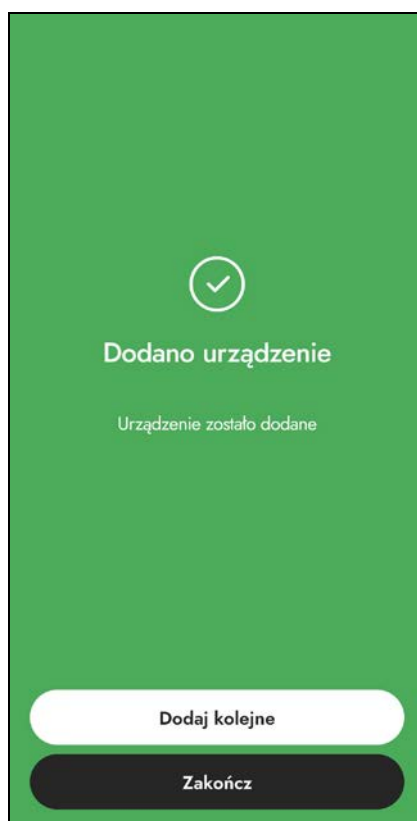 Dodano urządzenie
Urządzenie zostało dodane
Dodaj kolejne
Zakończ